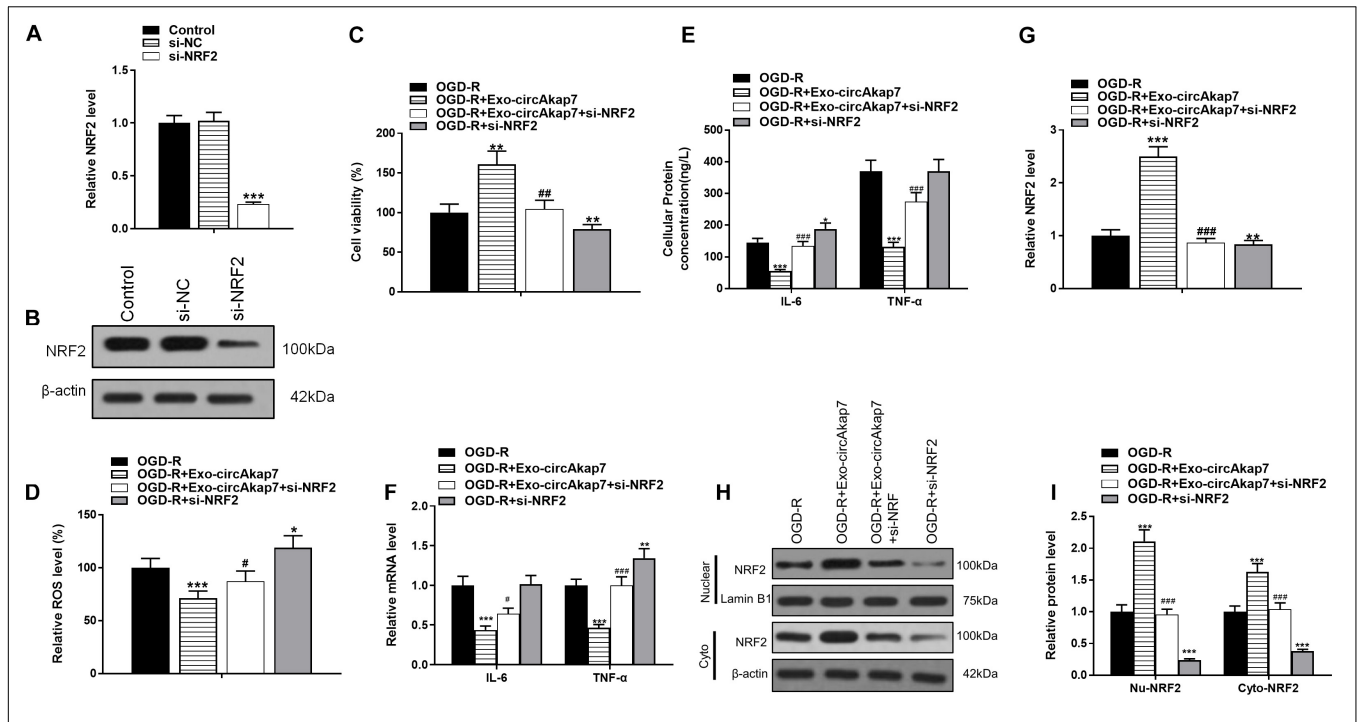 A
Control
si-NC
si-NRF2
Relative NRF2 level
1.5
1.0
0.5
0.0
***
B
Control
si-NC
si-NRF2
NRF2
100kDa
β-actin
42kDa
C
OGD-R
OGD-R+Exo-circAkap7
OGD-R+Exo-circAkap7+si-NRF2
OGD-R+si-NRF2
Cell viability (%)
200
150
100
50
0
**
##
**
D
OGD-R
OGD-R+Exo-circAkap7
OGD-R+Exo-circAkap7+si-NRF2
OGD-R+si-NRF2
Relative ROS level (%)
150
100
50
0
***
#
*
E
OGD-R
OGD-R+Exo-circAkap7
OGD-R+Exo-circAkap7+si-NRF2
OGD-R+si-NRF2
Cellular Protein
concentration(ng/L)
500
400
300
200
100
0
***
###
*
***
###
IL-6
TNF-α
F
OGD-R
OGD-R+Exo-circAkap7
OGD-R+Exo-circAkap7+si-NRF2
OGD-R+si-NRF2
Relative mRNA level
2.0
1.5
1.0
0.5
0.0
***
#
***
###
**
IL-6
TNF-α
G
OGD-R
OGD-R+Exo-circAkap7
OGD-R+Exo-circAkap7+si-NRF2
OGD-R+si-NRF2
Relative NRF2 level
3
2
1
0
***
###
**
H
OGD-R
OGD-R+Exo-circAkap7
OGD-R+Exo-circAkap7
+si-NRF
OGD-R+si-NRF2
Nuclear
NRF2
100kDa
Lamin B1
75kDa
Cyto
NRF2
100kDa
β-actin
42kDa
I
OGD-R
OGD-R+Exo-circAkap7
OGD-R+Exo-circAkap7+si-NRF2
OGD-R+si-NRF2
Relative protein level
2.5
2.0
1.5
1.0
0.5
0.0
***
###
***
***
###
***
Nu-NRF2
Cyto-NRF2